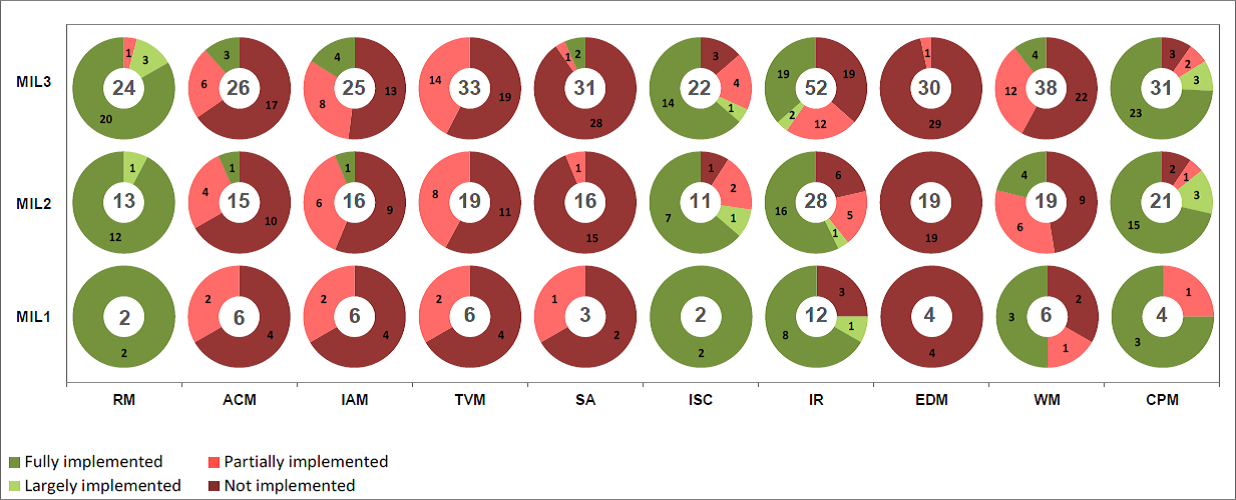 1 3 3 4 1 2 3 19 19 1 4 3 2
MIL3 24 6 26 8 25 14 33 31 22 4 52 30 12 38 31 3
20 17 13 19 28 14 1 2 12 29 22 23
1 1 1 1 1 6 4 2 1
MIL2 13 4 15 6 16 8 19 16 11 2 28 19 19 9 21 3
12 10 9 11 15 7 1 16 1 5 19 6 15
MIL1 2 2 6 2 6 2 6 1 3 2 12 3 4 3 6 2 4 1
2 4 4 4 2 2 8 1 4 1 3
RM ACM IAM TVM SA ISC IR EDM WM CPM
Fully implemented Partially implemented
Largely implemented Not implemented